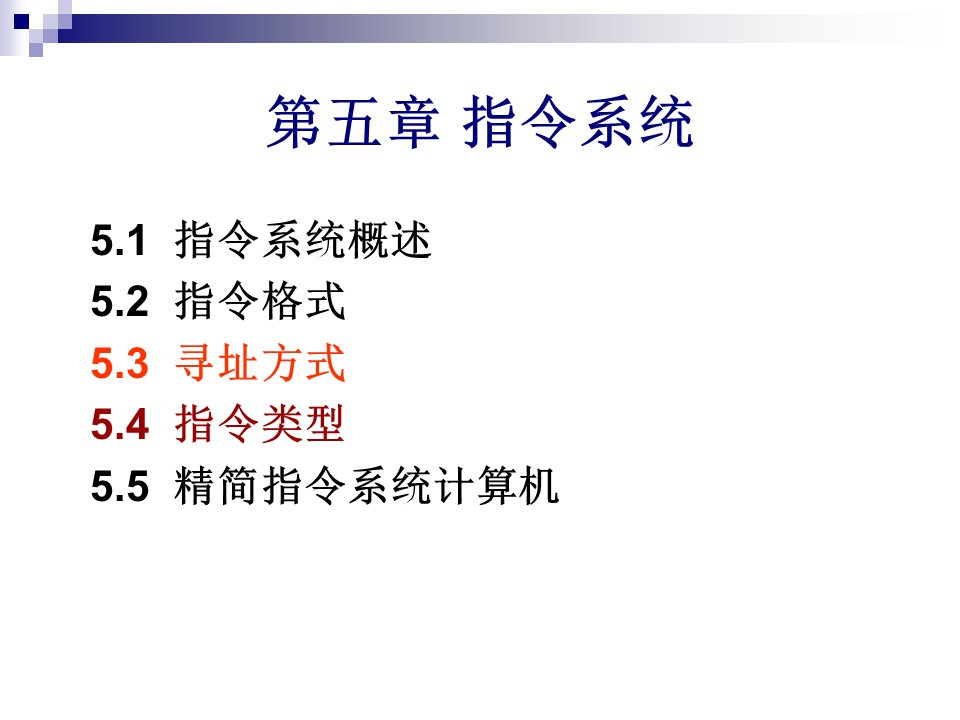 第五章 指令系统
5.1 指令系统概述
5.2 指令格式
5.3 寻址方式
5.4 指令类型
5.5 精简指令系统计算机